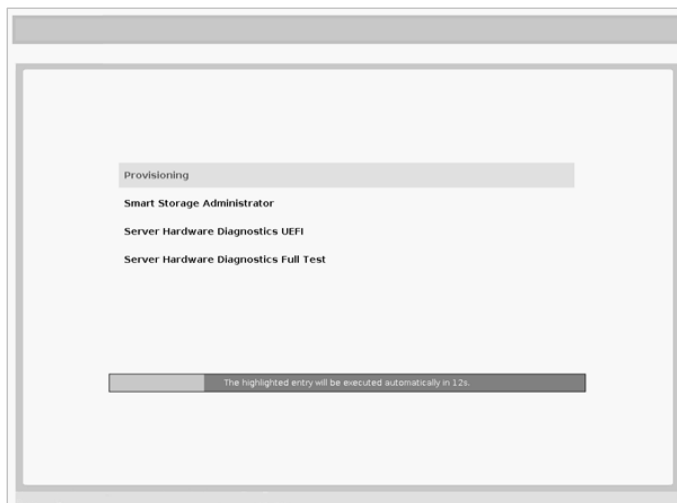 Provisioning
Smart Storage Administrator
Server Hardware Diagnostics UEFI
Server Hardware Diagnostics Full Test
The highlighted entry will be executed automatically in 12s.